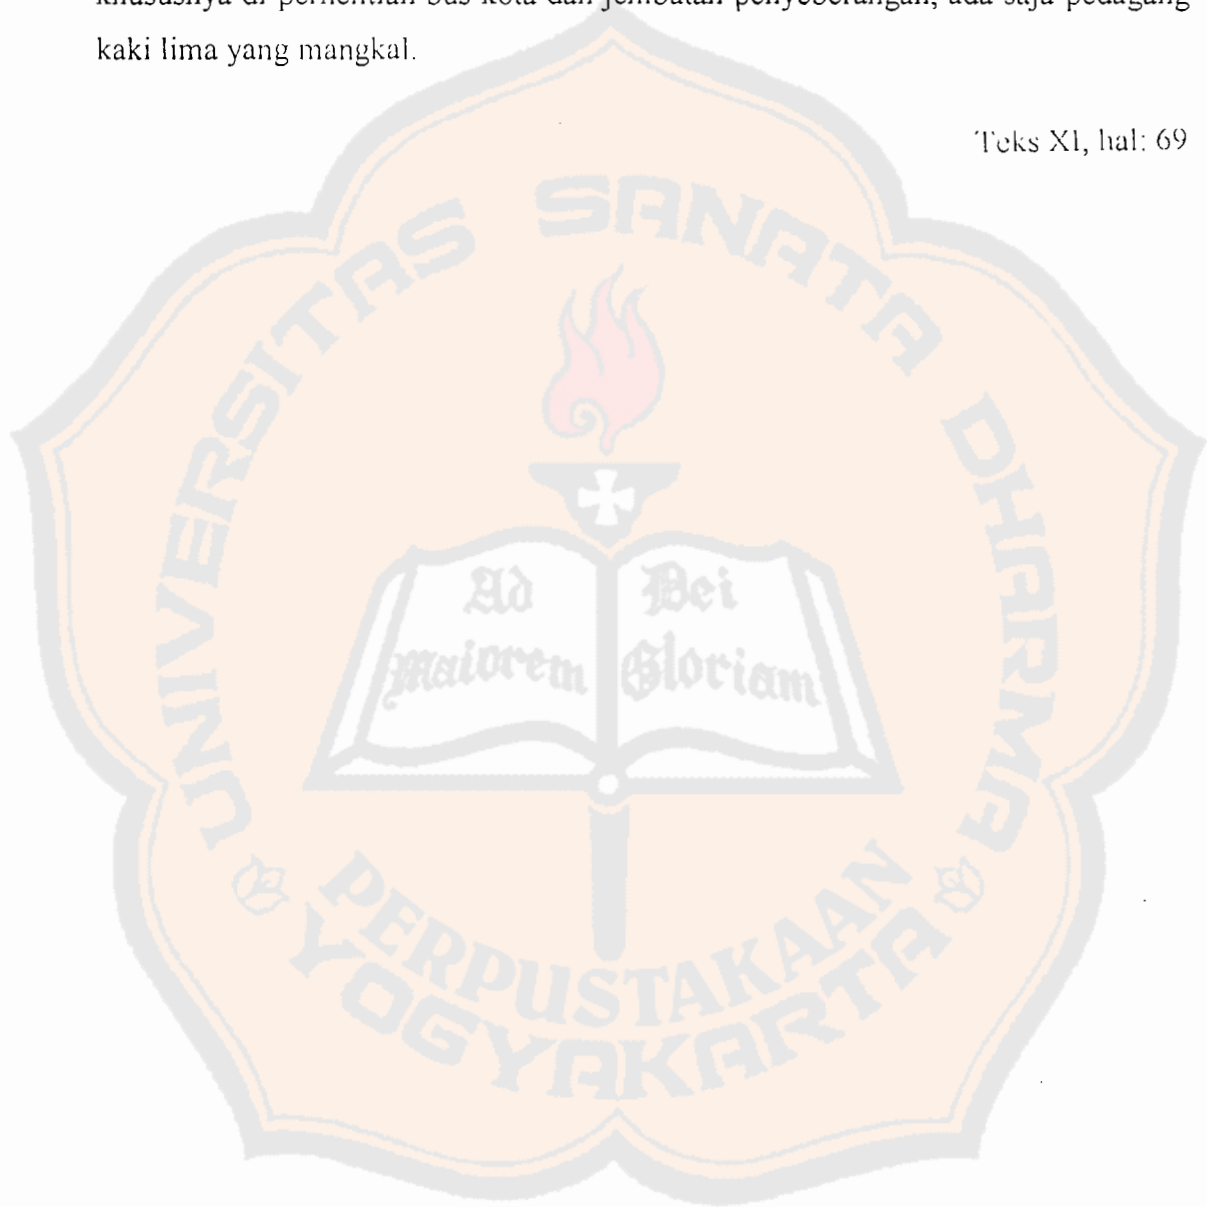 khususnya di perhentian bus kota dan jembatan penyeberangan, ada saja pedagang
kaki lima yang mangkal.
Teks XI, hal: 69
UNIVERSITAS SANATA DHARMA
Ad Dei
maiorem Gloriam
PERPUSTAKAAN
YOGYAKARTA